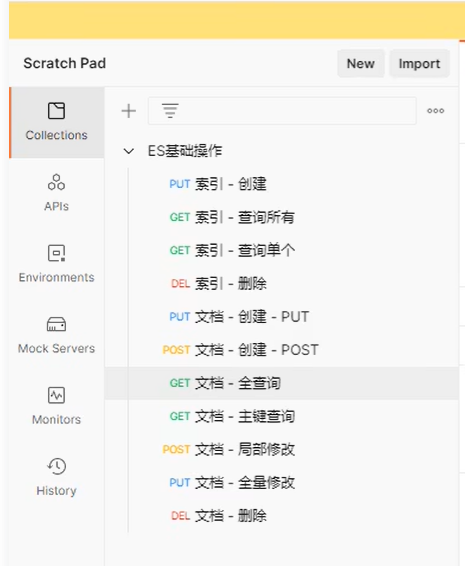 Scratch Pad New Import
Collections
APIs
Environments
Mock Servers
Monitors
History
ES基础操作
PUT 索引 - 创建
GET 索引 - 查询所有
GET 索引 - 查询单个
DEL 索引 - 删除
PUT 文档 - 创建 - PUT
POST 文档 - 创建 - POST
GET 文档 - 全查询
GET 文档 - 主键查询
POST 文档 - 局部修改
PUT 文档 - 全量修改
DEL 文档 - 删除